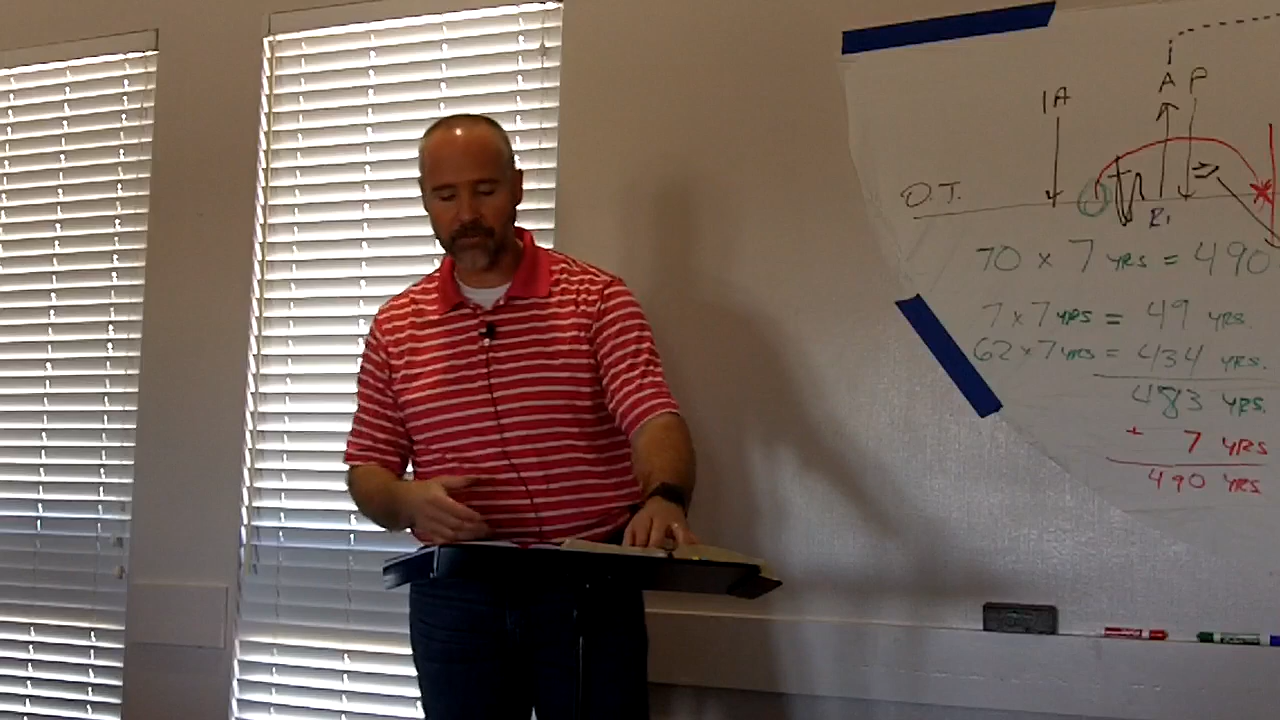 A P
1A
O.T.
R.
70 x 7 YRS = 490
7 x 7 YRS = 49 YRS.
62 x 7 YRS = 434 YRS.
483 YRS.
+ 7 YRS
490 YRS